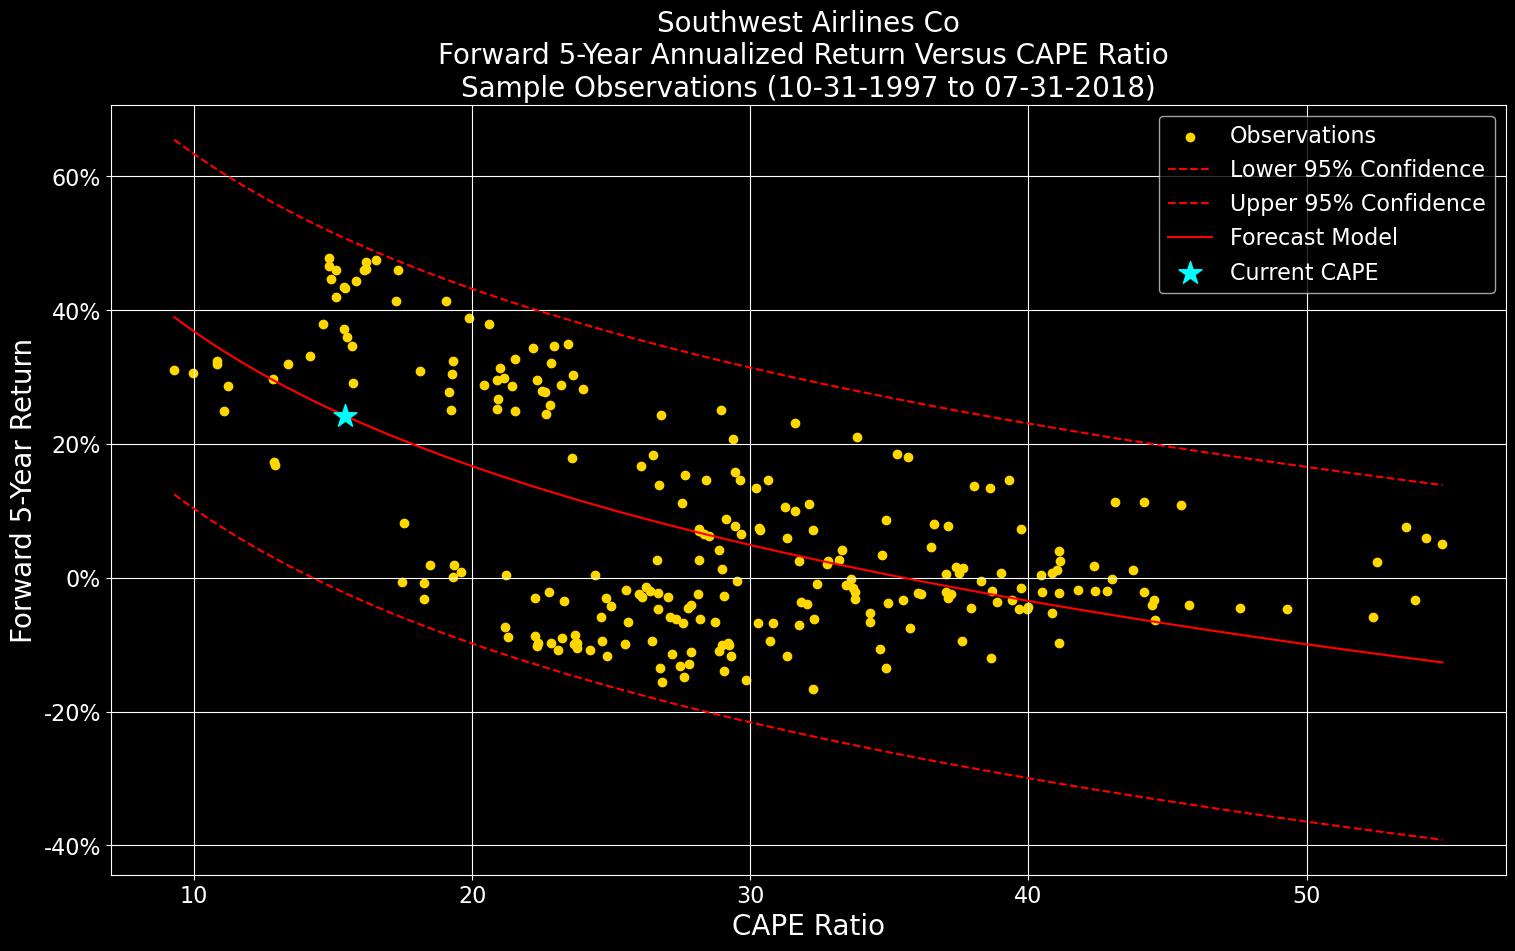 Southwest Airlines Co
Forward 5-Year Annualized Return Versus CAPE Ratio
Sample Observations (10-31-1997 to 07-31-2018)
Observations
Lower 95% Confidence
Upper 95% Confidence
Forecast Model
Current CAPE
Forward 5-Year Return
60%
40%
20%
0%
-20%
-40%
10 20 30 40 50
CAPE Ratio